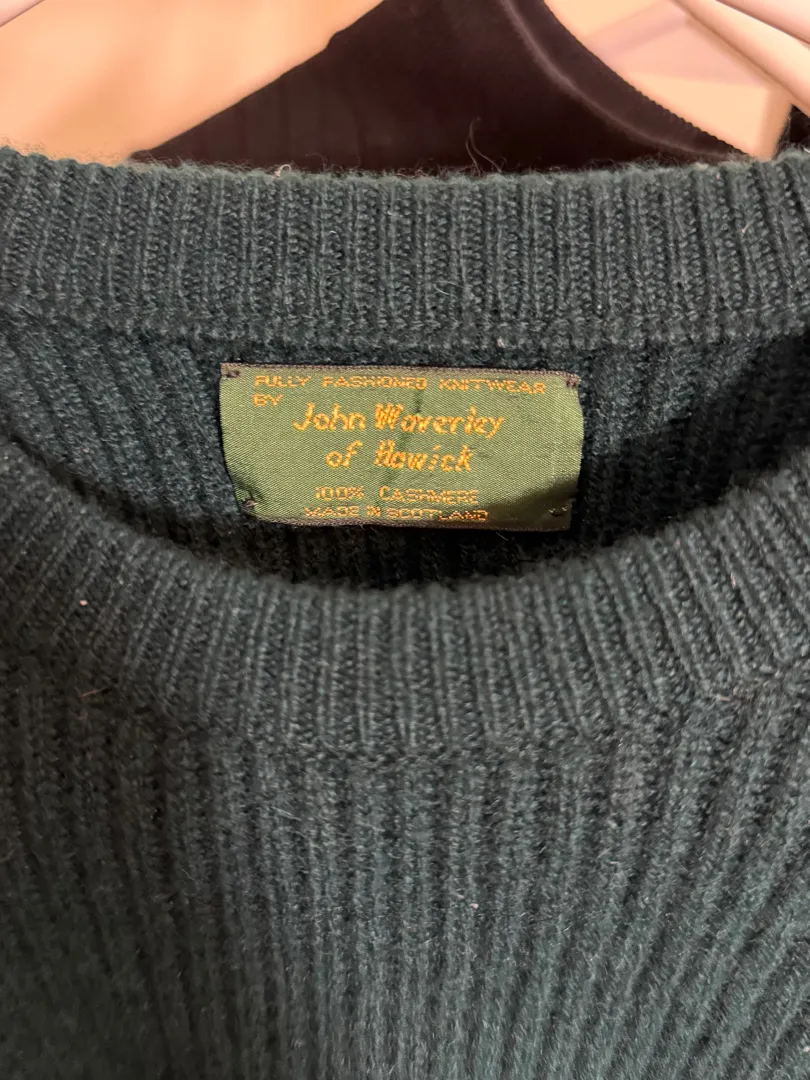 FULLY FASHIONED KNITWEAR
BY
John Waverley
of Hawick
100% CASHMERE
MADE IN SCOTLAND